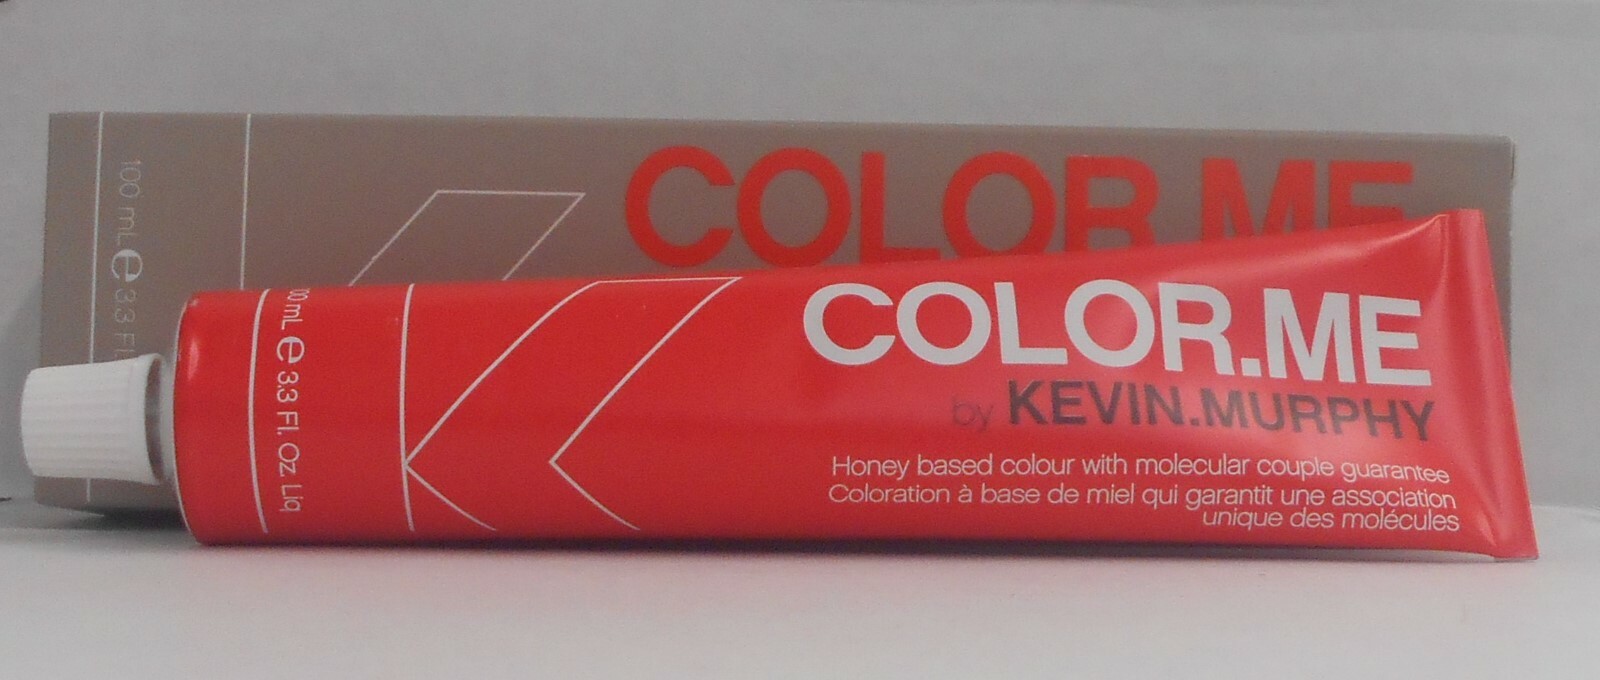 COLOR.ME
100 mL e 3.3 Fl.
COLOR.ME
by KEVIN.MURPHY
Honey based colour with molecular couple guarantee
Coloration à base de miel qui garantit une association
unique des molécules
00 mL e 3.3 Fl. Oz. Liq